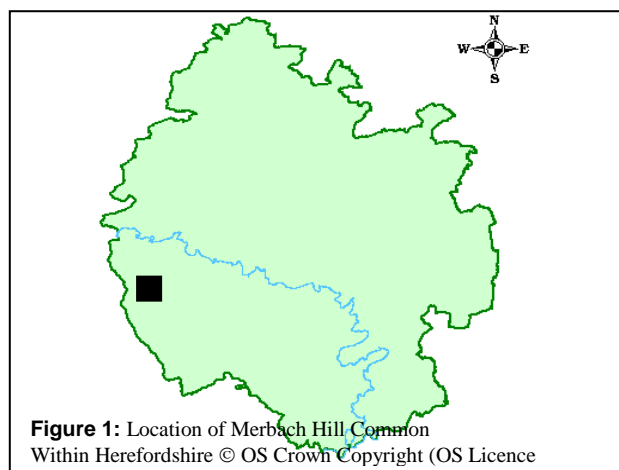 N
W E
S
Figure 1: Location of Merbach Hill Common
Within Herefordshire © OS Crown Copyright (OS Licence